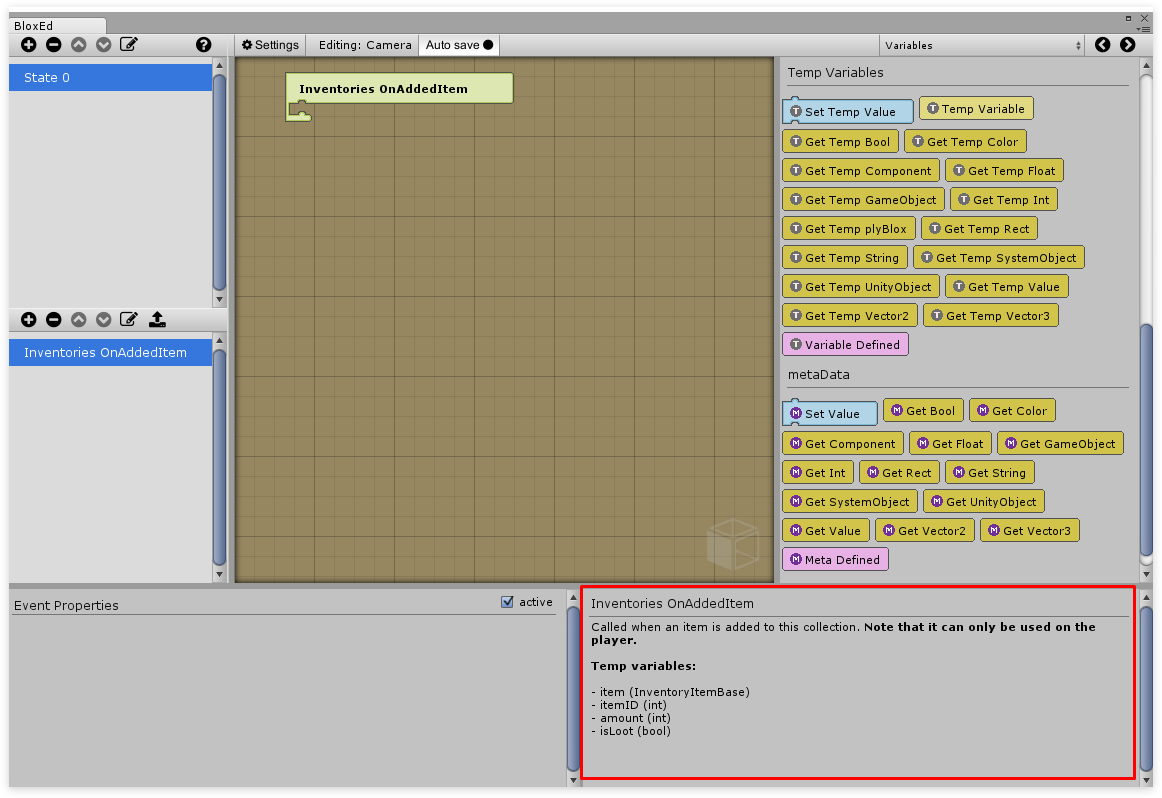 BloxEd
Settings Editing: Camera Auto save Variables
State 0
Inventories OnAddedItem
Inventories OnAddedItem
Temp Variables
T Set Temp Value T Temp Variable
T Get Temp Bool T Get Temp Color
T Get Temp Component T Get Temp Float
T Get Temp GameObject T Get Temp Int
T Get Temp plyBlox T Get Temp Rect
T Get Temp String T Get Temp SystemObject
T Get Temp UnityObject T Get Temp Value
T Get Temp Vector2 T Get Temp Vector3
T Variable Defined
metaData
M Set Value M Get Bool M Get Color
M Get Component M Get Float M Get GameObject
M Get Int M Get Rect M Get String
M Get SystemObject M Get UnityObject
M Get Value M Get Vector2 M Get Vector3
M Meta Defined
Event Properties active
Inventories OnAddedItem
Called when an item is added to this collection. Note that it can only be used on the
player.
Temp variables:
- item (InventoryItemBase)
- itemID (int)
- amount (int)
- isLoot (bool)